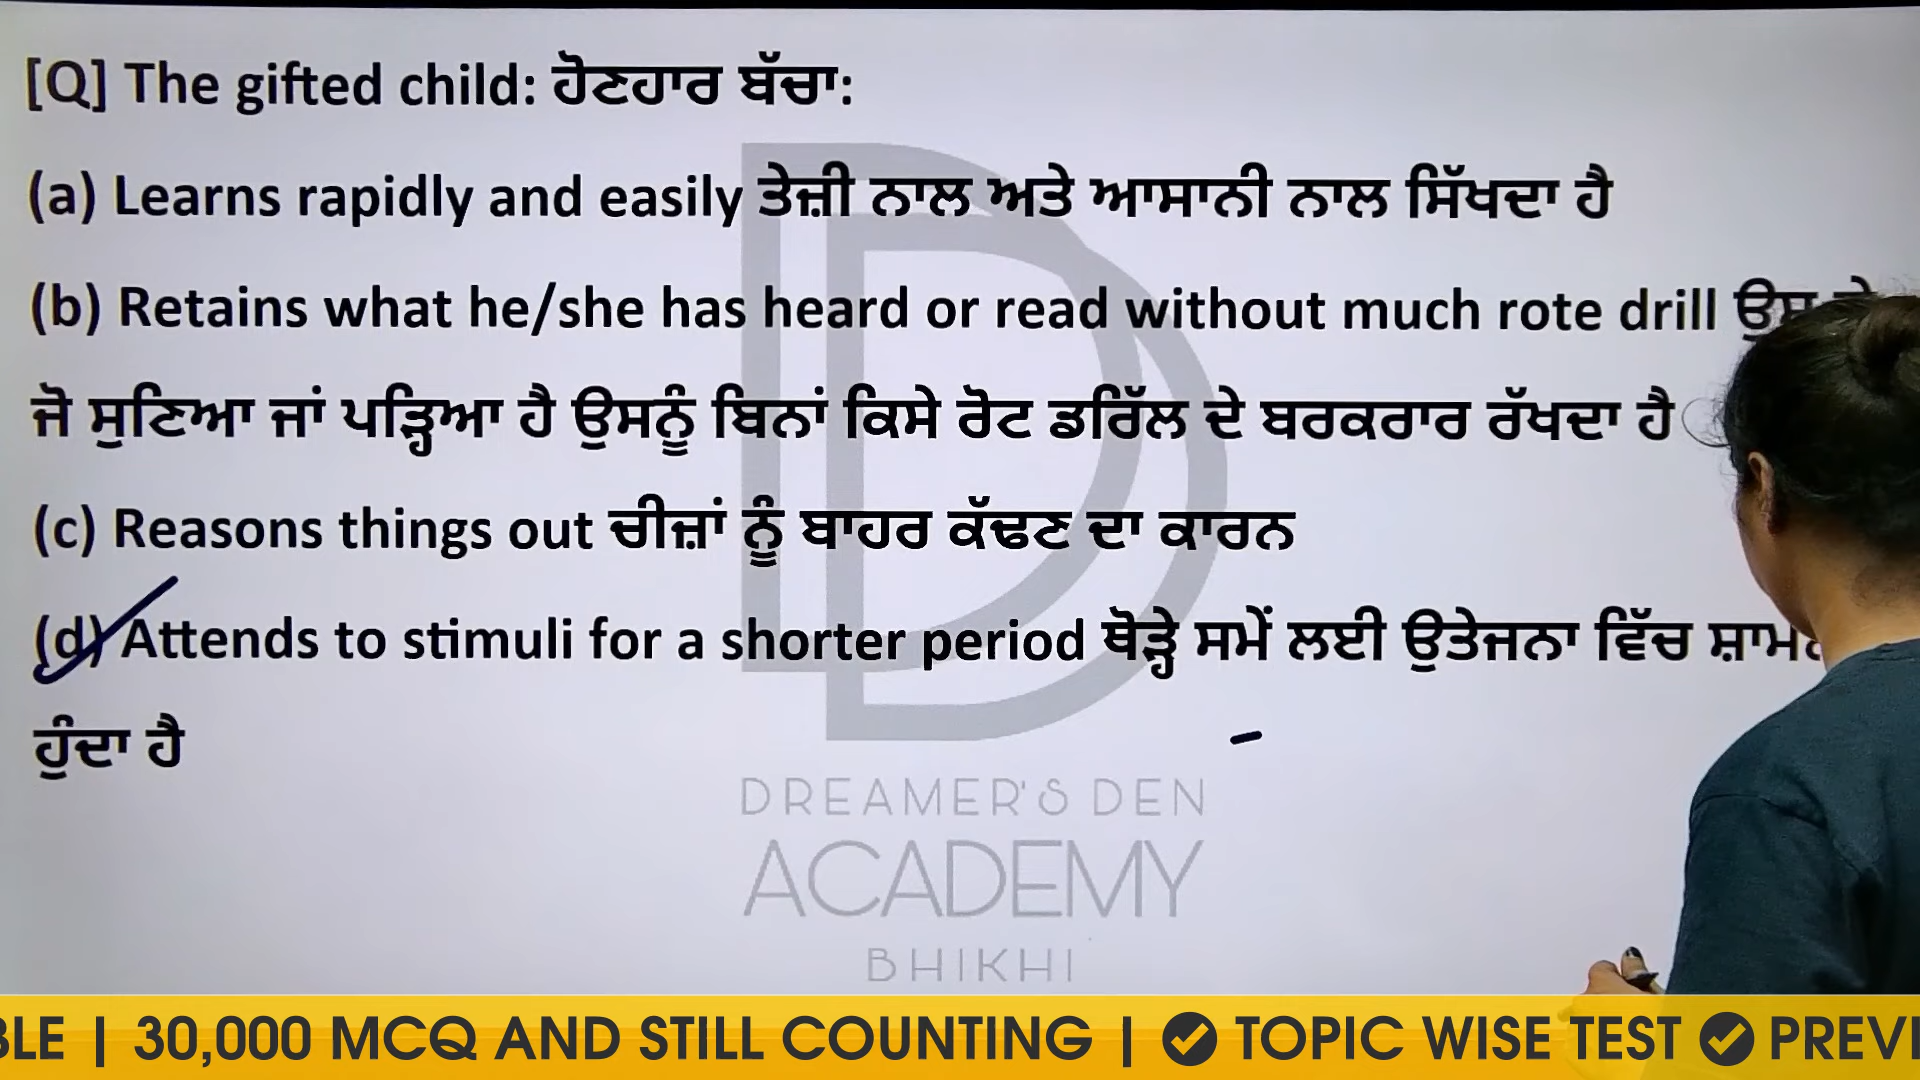 [Q] The gifted child: ਹੋਣਹਾਰ ਬੱਚਾ:
(a) Learns rapidly and easily ਤੇਜ਼ੀ ਨਾਲ ਅਤੇ ਆਸਾਨੀ ਨਾਲ ਸਿੱਖਦਾ ਹੈ
(b) Retains what he/she has heard or read without much rote drill
ਜੋ ਸੁਣਿਆ ਜਾਂ ਪੜ੍ਹਿਆ ਹੈ ਉਸਨੂੰ ਬਿਨਾਂ ਕਿਸੇ ਰੋਟ ਡਰਿੱਲ ਦੇ ਬਰਕਰਾਰ ਰੱਖਦਾ ਹੈ
(c) Reasons things out ਚੀਜ਼ਾਂ ਨੂੰ ਬਾਹਰ ਕੱਢਣ ਦਾ ਕਾਰਨ
(d) Attends to stimuli for a shorter period ਥੋੜ੍ਹੇ ਸਮੇਂ ਲਈ ਉਤੇਜਨਾ ਵਿੱਚ
ਹੁੰਦਾ ਹੈ
DREAMER'S DEN
ACADEMY
BHIKHI
| 30,000 MCQ AND STILL COUNTING | TOPIC WISE TEST